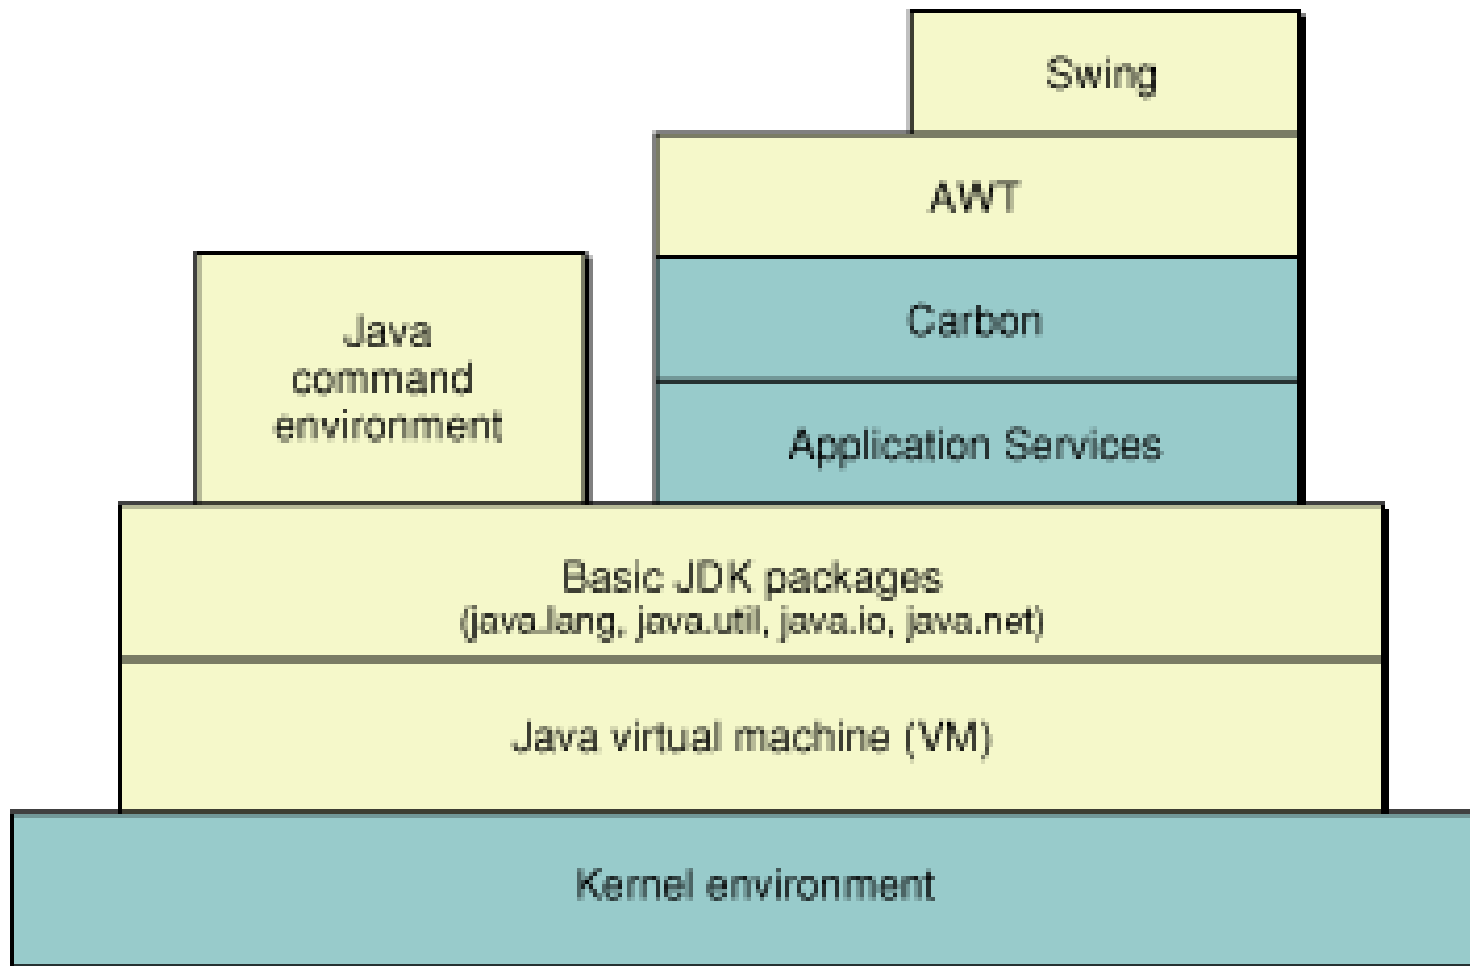 Swing
AWT
Carbon
Application Services
Java
command
environment
Basic JDK packages
(java.lang, java.util, java.io, java.net)
Java virtual machine (VM)
Kernel environment